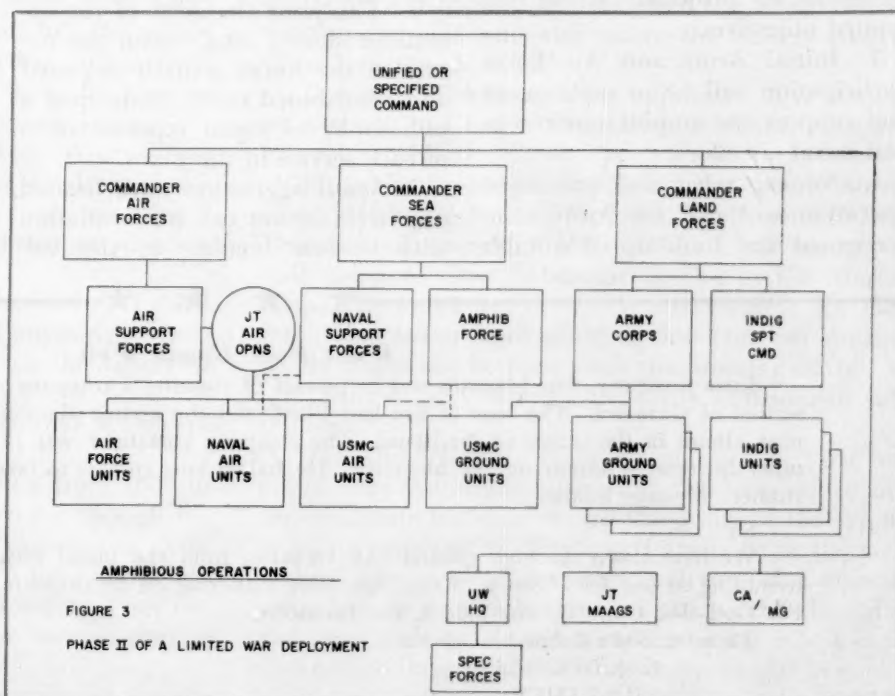 UNIFIED OR
SPECIFIED
COMMAND
COMMANDER
AIR
FORCES
COMMANDER
SEA
FORCES
COMMANDER
LAND
FORCES
AIR
SUPPORT
FORCES
JT
AIR
OPNS
NAVAL
SUPPORT
FORCES
AMPHIB
FORCE
ARMY
CORPS
INDIG
SPT
CMD
AIR
FORCE
UNITS
NAVAL AIR
UNITS
USMC
AIR UNITS
USMC
GROUND
UNITS
ARMY
GROUND
UNITS
INDIG
UNITS
UW
HQ
JT
MAAGS
CA / MG
SPEC
FORCES
AMPHIBIOUS OPERATIONS
FIGURE 3
PHASE II OF A LIMITED WAR DEPLOYMENT